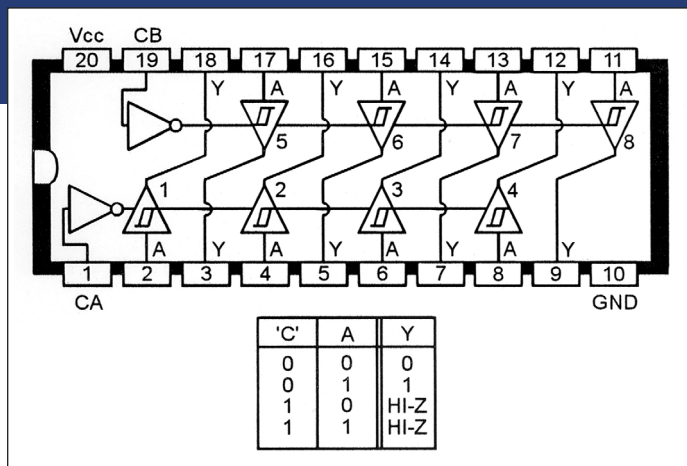 Vcc CB
20 19 18 17 16 15 14 13 12 11
Y A Y A Y A Y A
5 6 7 8
1 2 3 4
A Y A Y A Y A Y
1 2 3 4 5 6 7 8 9 10
CA GND
'C' A Y
0 0 0
0 1 1
1 0 HI-Z
1 1 HI-Z